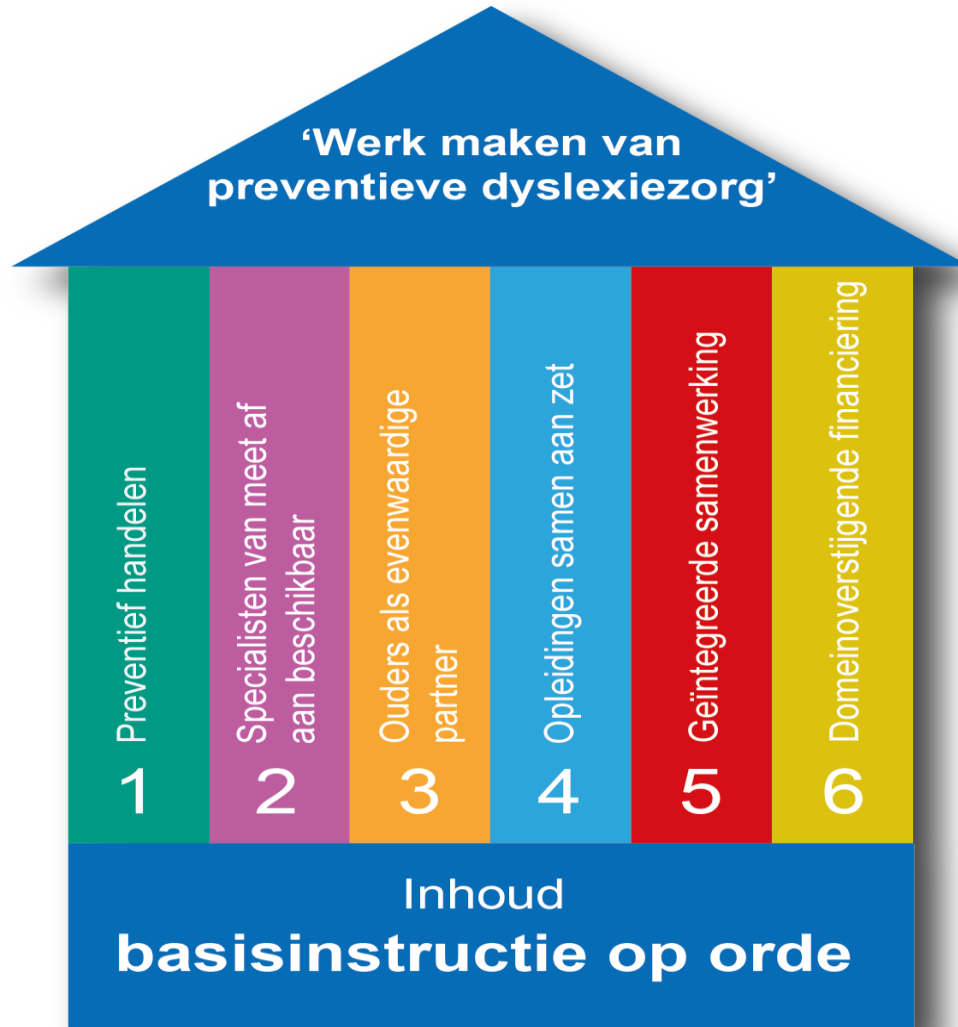 ‘Werk maken van
preventieve dyslexiezorg’
Preventief handelen
1
Specialisten van meet af
aan beschikbaar
2
Ouders als evenwaardige
partner
3
Opleidingen samen aan zet
4
Geïntegreerde samenwerking
5
Domeinoverstijgende financiering
6
Inhoud
basisinstructie op orde